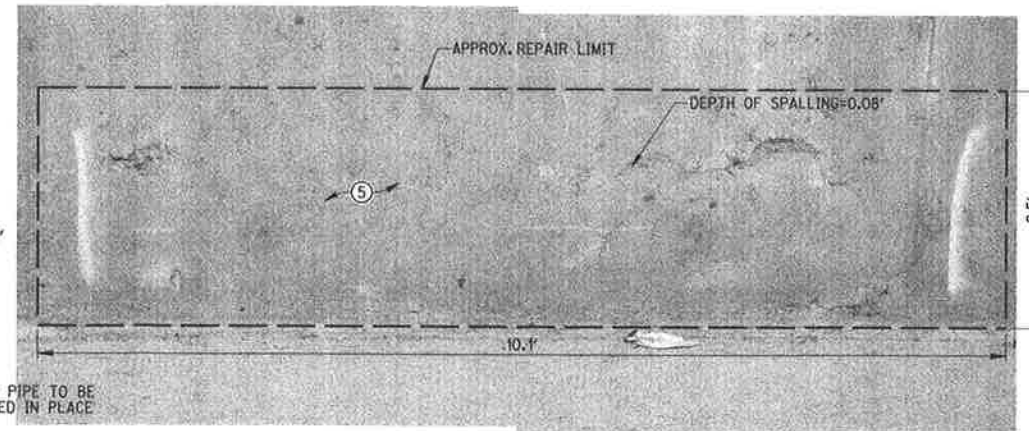 APPROX. REPAIR LIMIT
DEPTH OF SPALLING=0.08'
5
10.1'
PIPE TO BE
ED IN PLACE